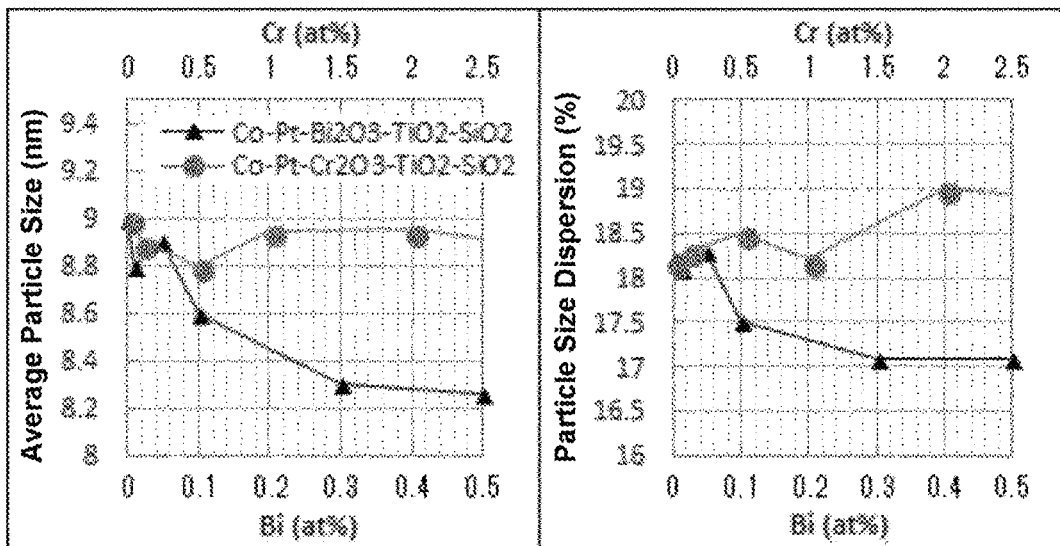 Cr (at%)
0 0.5 1 1.5 2 2.5
Average Particle Size (nm)
9.4
9.2
9
8.8
8.6
8.4
8.2
8
Co-Pt-Bi2O3-TiO2-SiO2
Co-Pt-Cr2O3-TiO2-SiO2
0 0.1 0.2 0.3 0.4 0.5
Bi (at%)
Cr (at%)
0 0.5 1 1.5 2 2.5
Particle Size Dispersion (%)
20
19.5
19
18.5
18
17.5
17
16.5
16
0 0.1 0.2 0.3 0.4 0.5
Bi (at%)